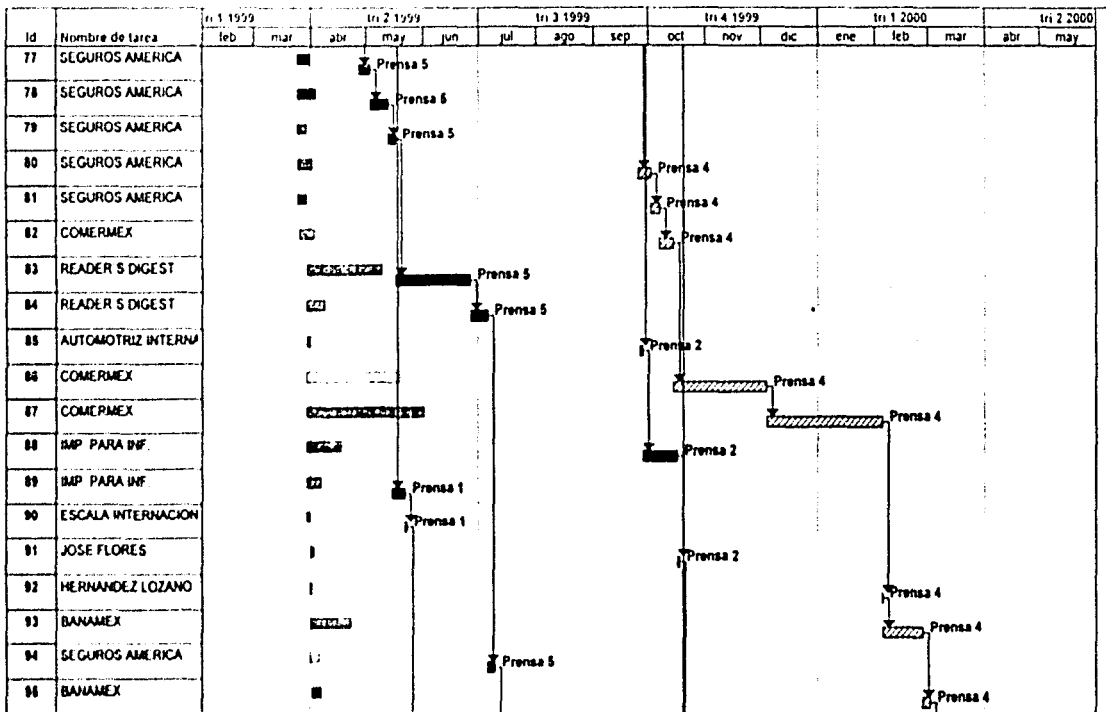 tri 1 1999 tri 2 1999 tri 3 1999 tri 4 1999 tri 1 2000 tri 2 2000
Id Nombre de tarea feb mar abr may jun jul ago sep oct nov dic ene feb mar abr may
77 SEGUROS AMERICA Prensa 5
78 SEGUROS AMERICA Prensa 5
79 SEGUROS AMERICA Prensa 5
80 SEGUROS AMERICA Prensa 4
81 SEGUROS AMERICA Prensa 4
82 COMERMEX Prensa 4
83 READER S DIGEST Prensa 5
84 READER S DIGEST Prensa 5
85 AUTOMOTRIZ INTERNA Prensa 2
86 COMERMEX Prensa 4
87 COMERMEX Prensa 4
88 IMP PARA INF. Prensa 2
89 IMP PARA INF. Prensa 1
90 ESCALA INTERNACION Prensa 1
91 JOSE FLORES Prensa 2
92 HERNANDEZ LOZANO Prensa 4
93 BANAMEX Prensa 4
94 SEGUROS AMERICA Prensa 5
BANAMEX Prensa 4